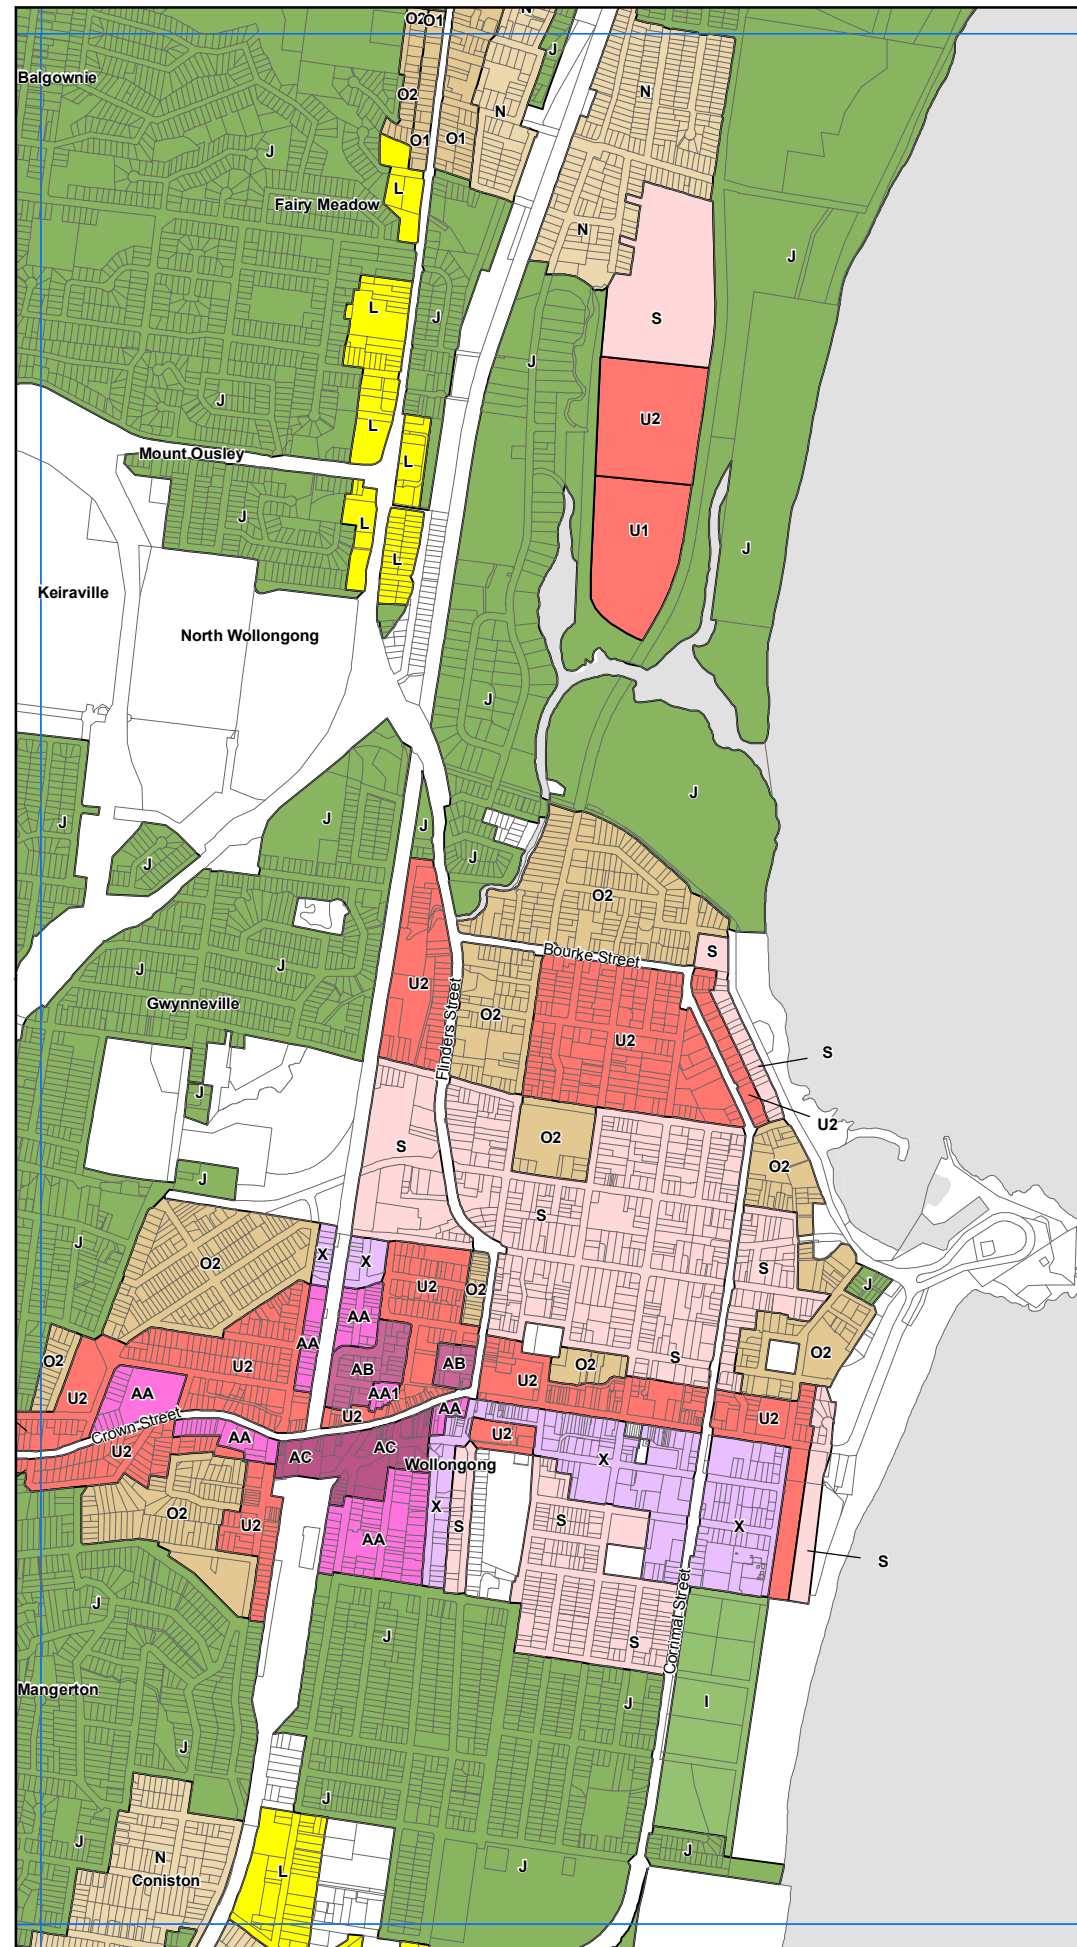 O2
O1
N
J
Balgownie
O2
N
N
O1
O1
J
L
Fairy Meadow
N
J
L
J
S
J
J
U2
L
Mount Ousley
L
J
L
U1
J
L
Keiraville
North Wollongong
J
J
J
J
J
J
J
O2
Bourke Street
S
J
J
U2
Gwynneville
Flinders Street
O2
U2
S
J
U2
S
O2
O2
J
S
J
X
X
O2
S
J
U2
O2
AA
AA
U2
O2
AB
AB
O2
S
O2
U2
AA
AA1
U2
U2
U2
AA
Crown Street
U2
AA
AC
AC
U2
X
Wollongong
X
O2
U2
S
S
X
AA
S
J
Corrimal Street
J
S
Mangerton
J
I
J
J
J
J
N
Coniston
L
J